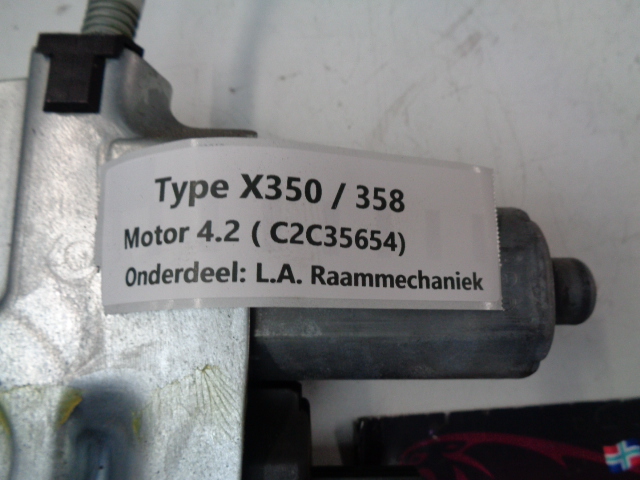 Type X350 / 358
Motor 4.2 ( C2C35654)
Onderdeel: L.A. Raammechaniek